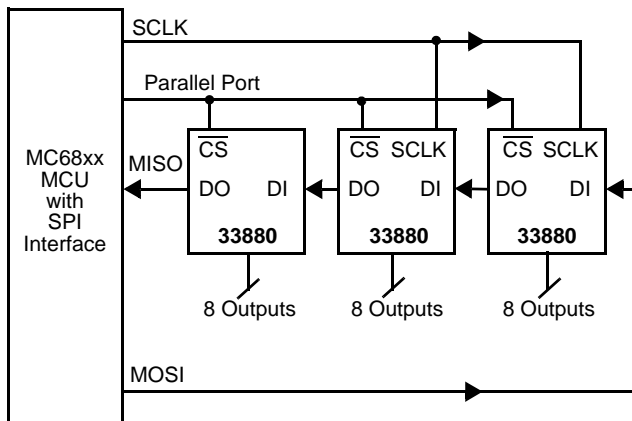 SCLK
Parallel Port
MC68xx
MCU
with
SPI
Interface
MISO
CS
CS SCLK
CS SCLK
DO DI
DO DI
DO DI
33880
33880
33880
8 Outputs
8 Outputs
8 Outputs
MOSI